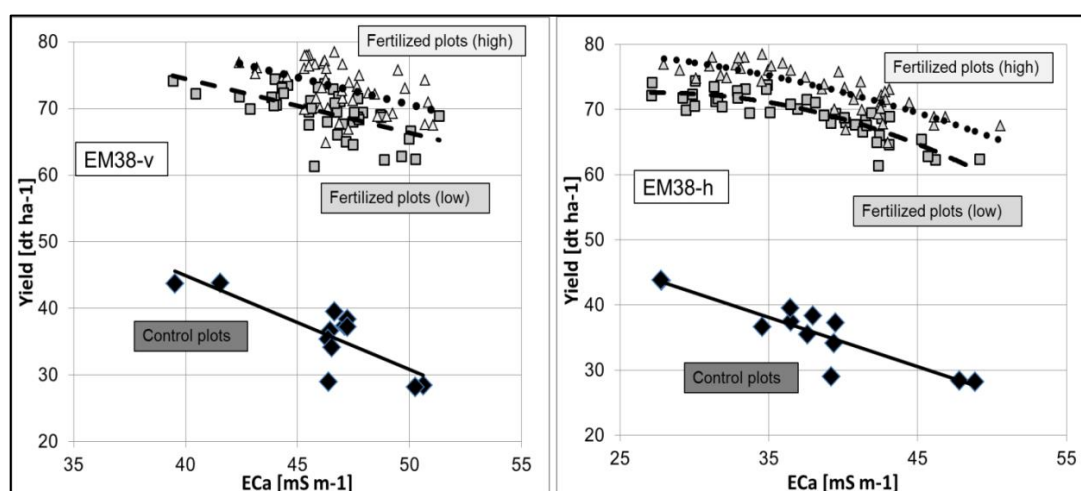 80
70
60
50
40
30
20
Yield [dt ha-1]
Fertilized plots (high)
EM38-v
Fertilized plots (low)
Control plots
35
40
45
50
55
ECa [mS m-1]
80
70
60
50
40
30
20
Yield [dt ha-1]
Fertilized plots (high)
EM38-h
Fertilized plots (low)
Control plots
25
35
45
55
ECa [mS m-1]